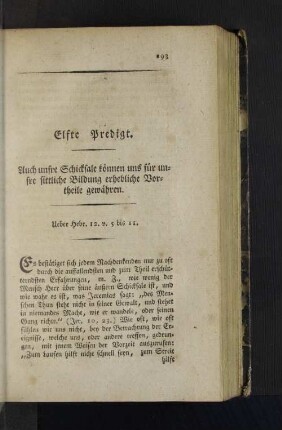 193
Elfte Predigt.
Auch unsre Schicksale können uns für un-
sre sittliche Bildung erhebliche Vor-
theile gewähren.
Ueber Hebr. 12. v. 5 bis 11.
Es bestätiget sich jedem Nachdenkenden nur zu oft
durch die auffallendsten und zum Theil erschüt-
terndsten Erfahrungen, m. Z., wie wenig der
Mensch Herr über seine äußern Schicksale ist, und
wie wahr es ist, was Jeremias sagt: „des Men-
schen Thun stehe nicht in seiner Gewalt, und stehet
in niemandes Macht, wie er wandele, oder seinen
Gang richte.“ (Jer. 10, 23.) Wie oft, wie oft
fühlen wir uns nicht, bey der Betrachtung der Er-
eignisse, welche uns, oder andere treffen, gedrun-
gen, mit jenem Weisen der Vorzeit auszurufen:
„Zum laufen hilft nicht schnell seyn, zum Streit
hilft